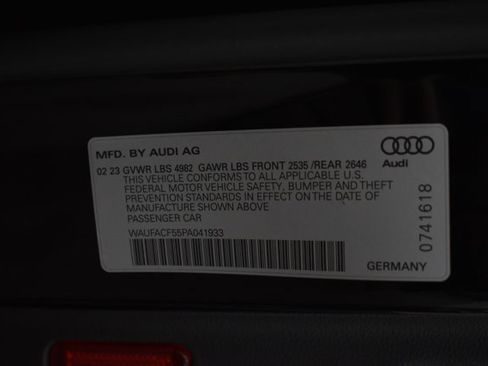 MFD. BY AUDI AG
02 23 GVWR LBS 4982 GAWR LBS FRONT 2535 /REAR 2646
THIS VEHICLE CONFORMS TO ALL APPLICABLE U.S.
FEDERAL MOTOR VEHICLE SAFETY, BUMPER AND THEFT
PREVENTION STANDARDS IN EFFECT ON THE DATE OF
MANUFACTURE SHOWN ABOVE
PASSENGER CAR
WAUFACF55PA041933
Audi
0741618
GERMANY